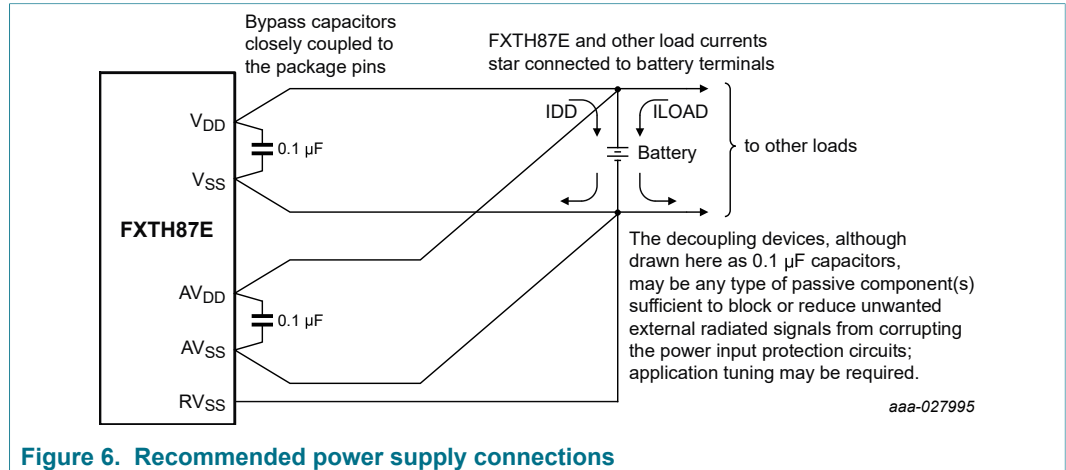 Bypass capacitors
closely coupled to
the package pins
FXTH87E and other load currents
star connected to battery terminals
IDD
ILOAD
VDD
0.1 µF
Battery
to other loads
VSS
FXTH87E
The decoupling devices, although
drawn here as 0.1 µF capacitors,
may be any type of passive component(s)
sufficient to block or reduce unwanted
external radiated signals from corrupting
the power input protection circuits;
application tuning may be required.
AVDD
0.1 µF
AVSS
RVSS
aaa-027995
Figure 6. Recommended power supply connections